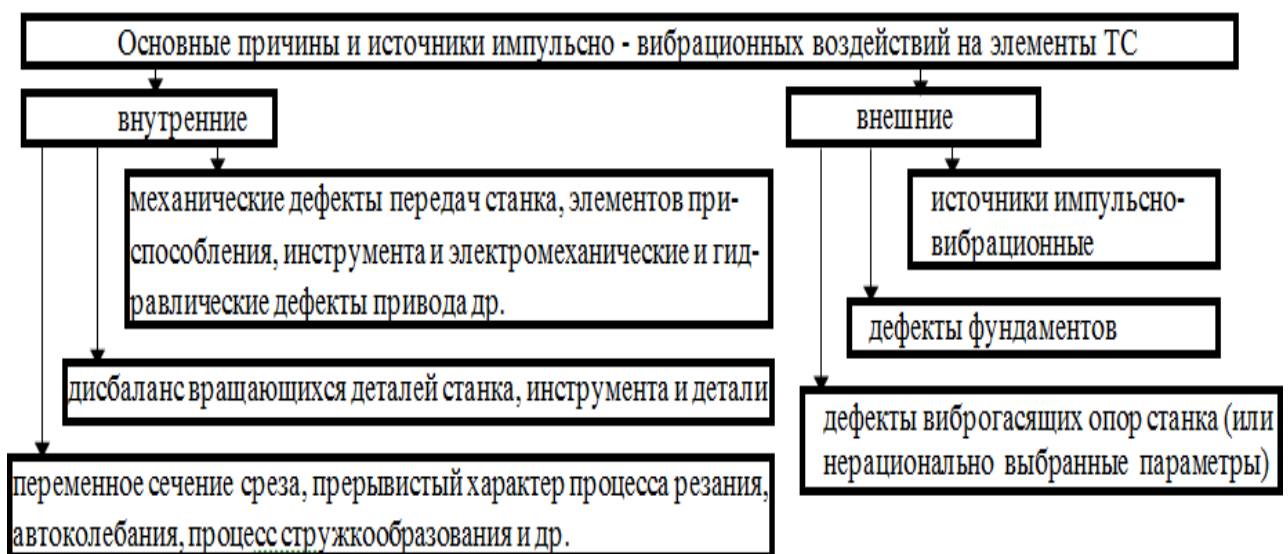 Основные причины и источники импульсно - вибрационных воздействий на элементы ТС
внутренние
механические дефекты передач станка, элементов при-
способления, инструмента и электромеханические и гид-
равлические дефекты привода др.
дисбаланс вращающихся деталей станка, инструмента и детали
переменное сечение среза, прерывистый характер процесса резания,
автоколебания, процесс стружкообразования и др.
внешние
источники импульсно-
вибрационные
дефекты фундаментов
дефекты виброгасящих опор станка (или
нерационально выбранные параметры)